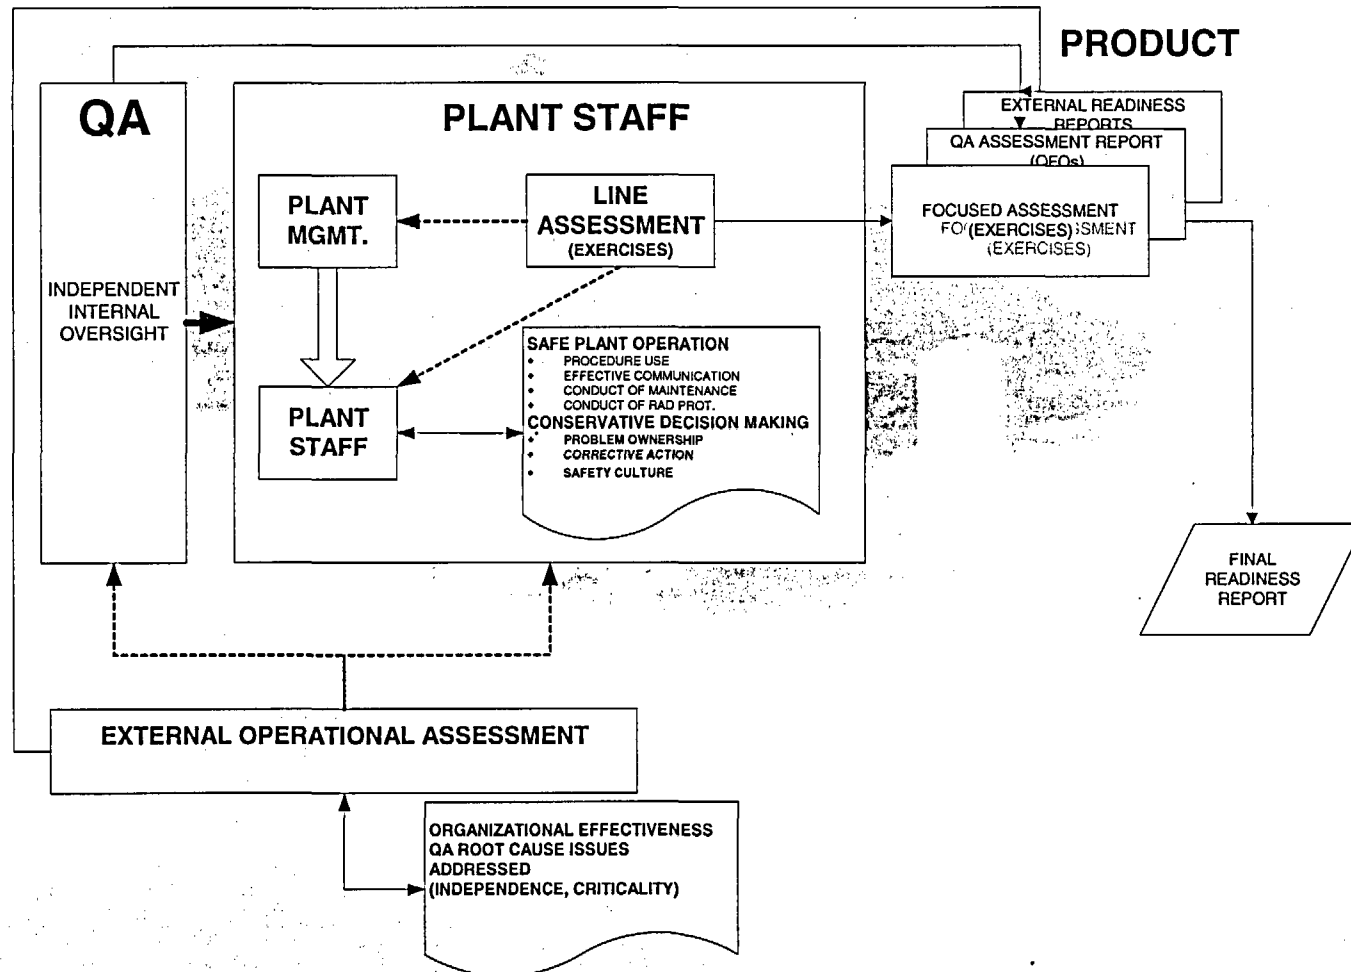 PRODUCT
QA
INDEPENDENT
INTERNAL
OVERSIGHT
PLANT STAFF
PLANT
MGMT.
LINE
ASSESSMENT
(EXERCISES)
PLANT
STAFF
SAFE PLANT OPERATION
PROCEDURE USE
EFFECTIVE COMMUNICATION
CONDUCT OF MAINTENANCE
CONDUCT OF RAD PROT.
CONSERVATIVE DECISION MAKING
PROBLEM OWNERSHIP
CORRECTIVE ACTION
SAFETY CULTURE
EXTERNAL READINESS
REPORTS
QA ASSESSMENT REPORT
FOCUSED ASSESSMENT
(EXERCISES)
(EXERCISES)
FINAL
READINESS
REPORT
EXTERNAL OPERATIONAL ASSESSMENT
ORGANIZATIONAL EFFECTIVENESS
QA ROOT CAUSE ISSUES
ADDRESSED
(INDEPENDENCE, CRITICALITY)